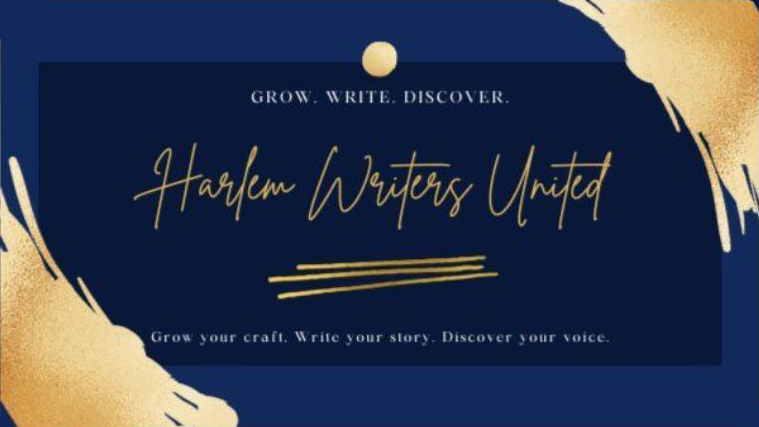 GROW. WRITE. DISCOVER.
Harlem Writers United
Grow your craft. Write your story. Discover your voice.